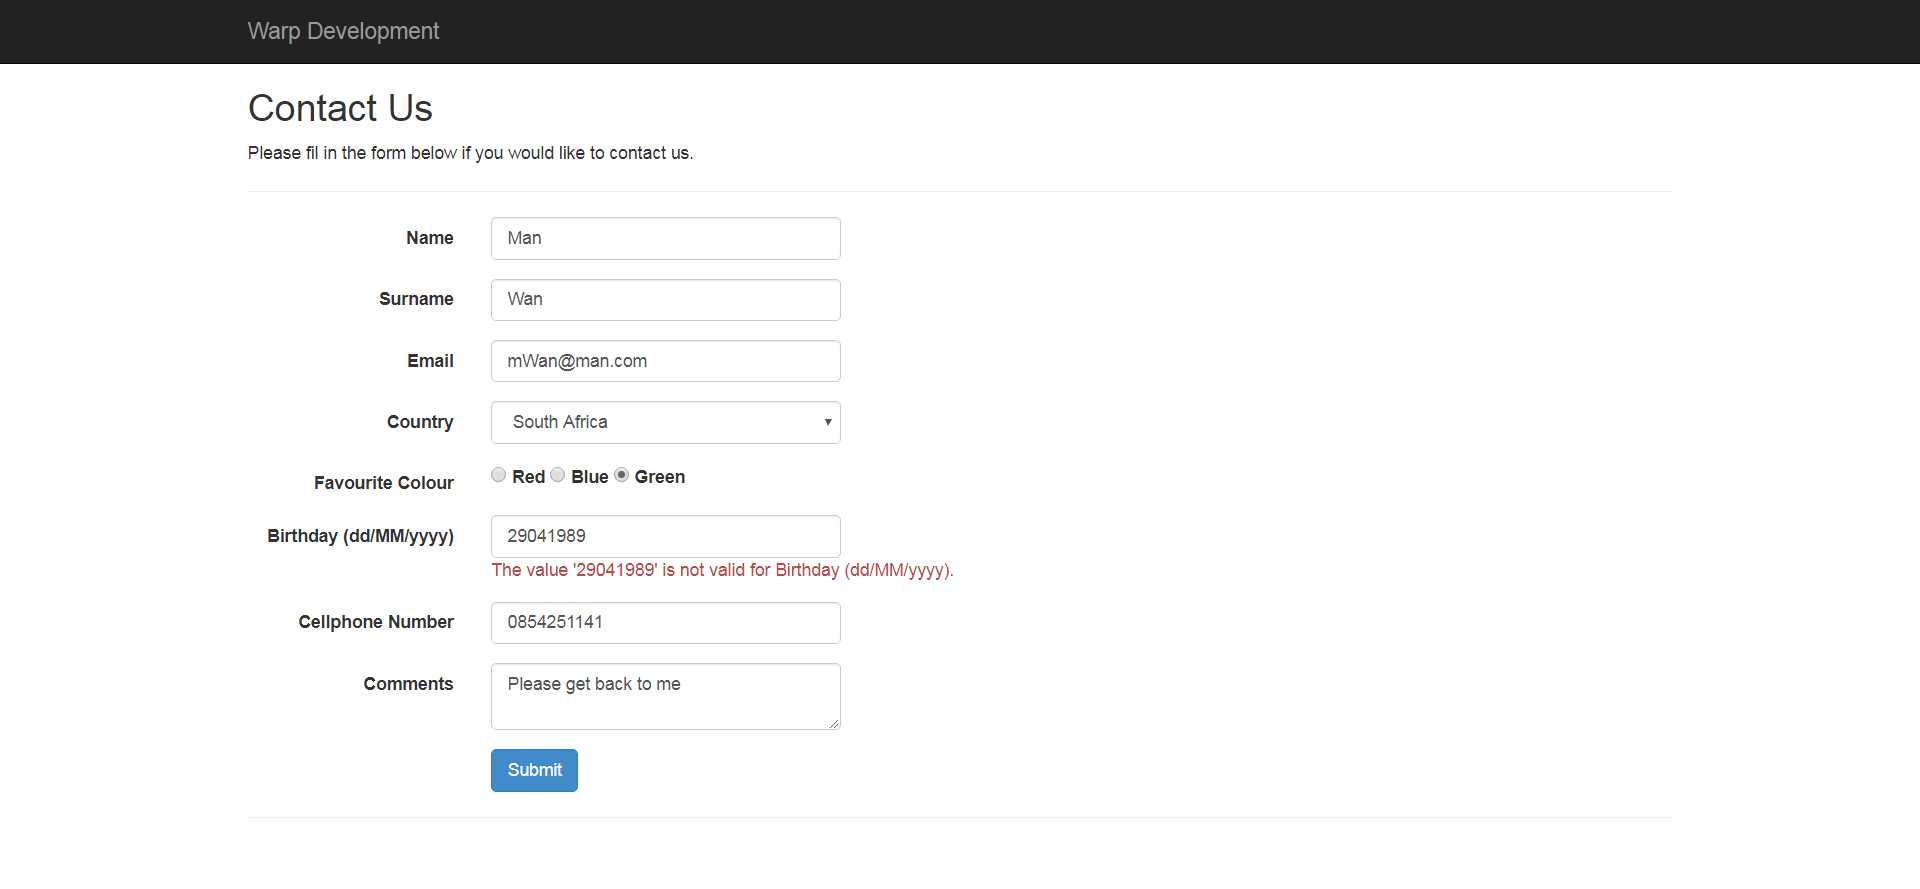 Warp Development
Contact Us
Please fil in the form below if you would like to contact us.
Name Man
Surname Wan
Email mWan@man.com
Country South Africa
Favourite Colour Red Blue Green
Birthday (dd/MM/yyyy) 29041989
The value '29041989' is not valid for Birthday (dd/MM/yyyy).
Cellphone Number 0854251141
Comments Please get back to me
Submit